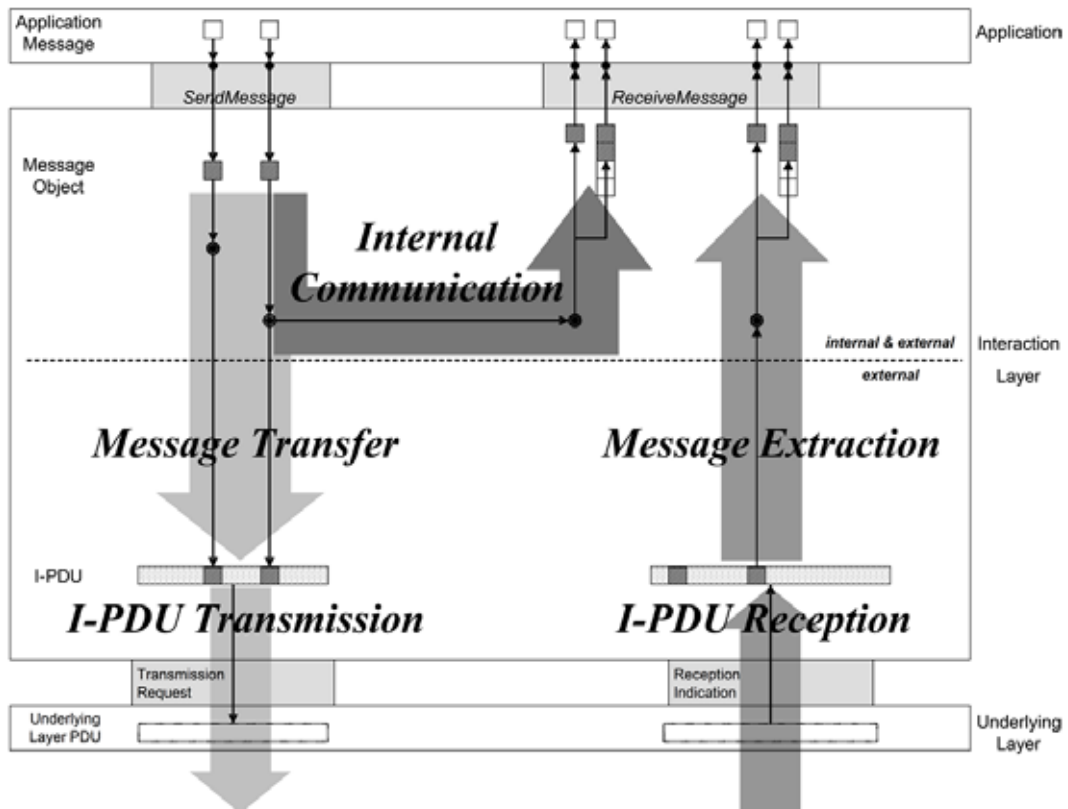 Application
Message
Application
SendMessage
ReceiveMessage
Message
Object
Internal
Communication
internal & external
external
Interaction
Layer
Message Transfer
Message Extraction
I-PDU
I-PDU Transmission
I-PDU Reception
Transmission
Request
Reception
Indication
Underlying
Layer PDU
Underlying
Layer